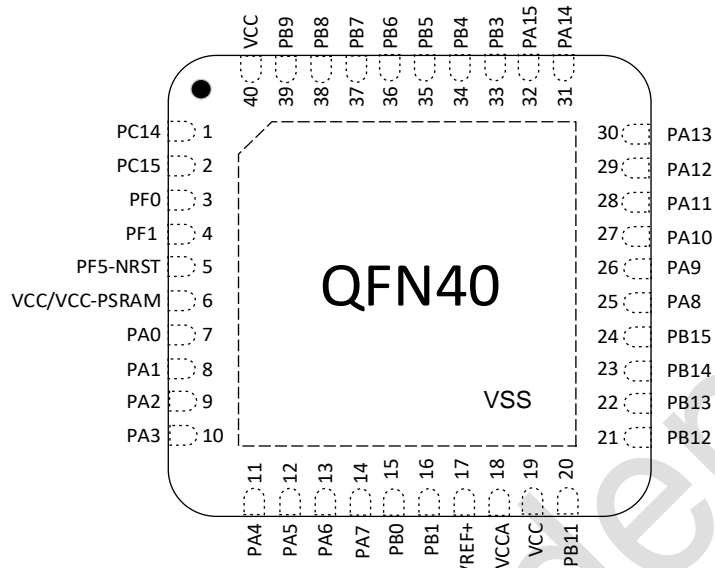 VCC PB9 PB8 PB7 PB6 PB5 PB4 PB3 PA15 PA14
40 39 38 37 36 35 34 33 32 31
PC14 1
PC15 2
PF0 3
PF1 4
PF5-NRST 5
VCC/VCC-PSRAM 6
PA0 7
PA1 8
PA2 9
PA3 10
QFN40
VSS
30 PA13
29 PA12
28 PA11
27 PA10
26 PA9
25 PA8
24 PB15
23 PB14
22 PB13
21 PB12
11 12 13 14 15 16 17 18 19 20
PA4 PA5 PA6 PA7 PB0 PB1 VREF+ VCCA VCC PB11